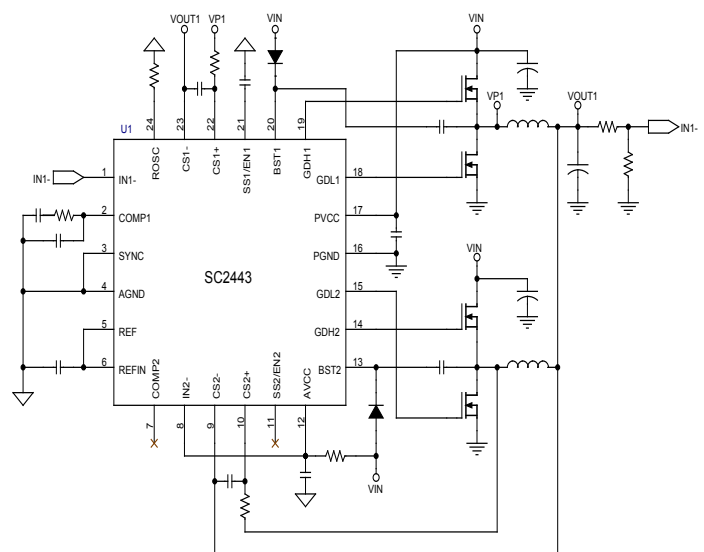 VOUT1 VP1 VIN VIN
U1
24 23 22 21 20 19
ROSC CS1- CS1+ SS1/EN1 BST1 GDH1
VP1 VOUT1
IN1-
IN1- 1 IN1- GDL1 18
2 COMP1 PVCC 17
3 SYNC PGND 16
VIN
SC2443
4 AGND GDL2 15
5 REF GDH2 14
6 REFIN BST2 13
COMP2 IN2- CS2- CS2+ SS2/EN2 AVCC
7 8 9 10 11 12
VIN